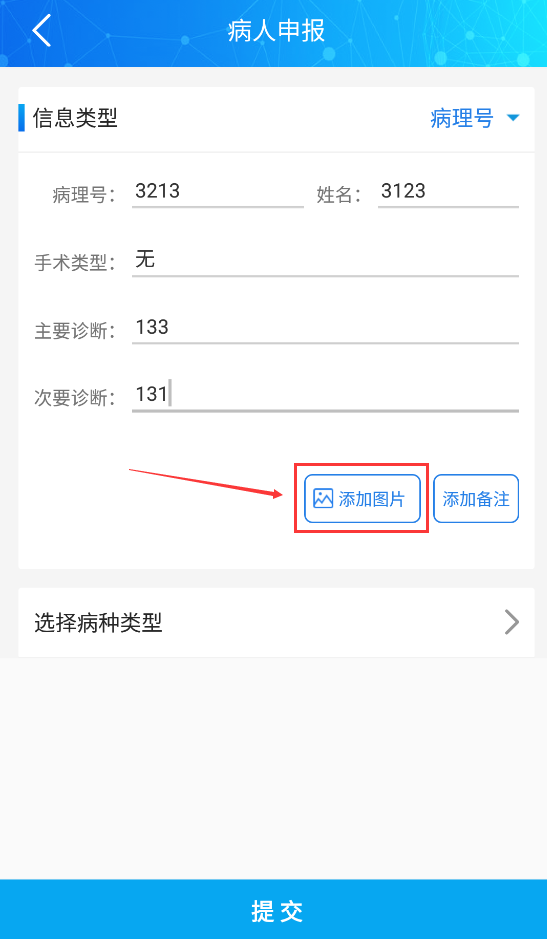 病人申报
信息类型 病理号
病理号： 3213 姓名： 3123
手术类型： 无
主要诊断： 133
次要诊断： 131
添加图片 添加备注
选择病种类型
提交